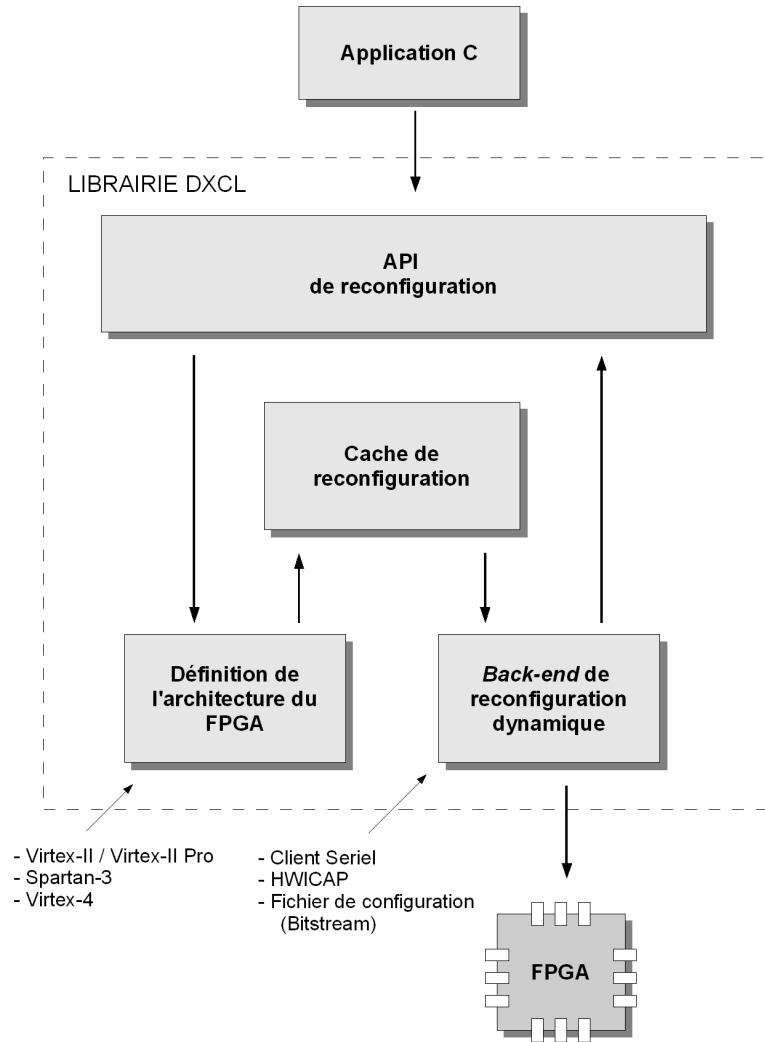 Application C
LIBRAIRIE DXCL
API
de reconfiguration
Cache de
reconfiguration
Définition de
l'architecture du
FPGA
Back-end de
reconfiguration
dynamique
- Virtex-II / Virtex-II Pro
- Spartan-3
- Virtex-4
- Client Seriel
- HWICAP
- Fichier de configuration
(Bitstream)
FPGA